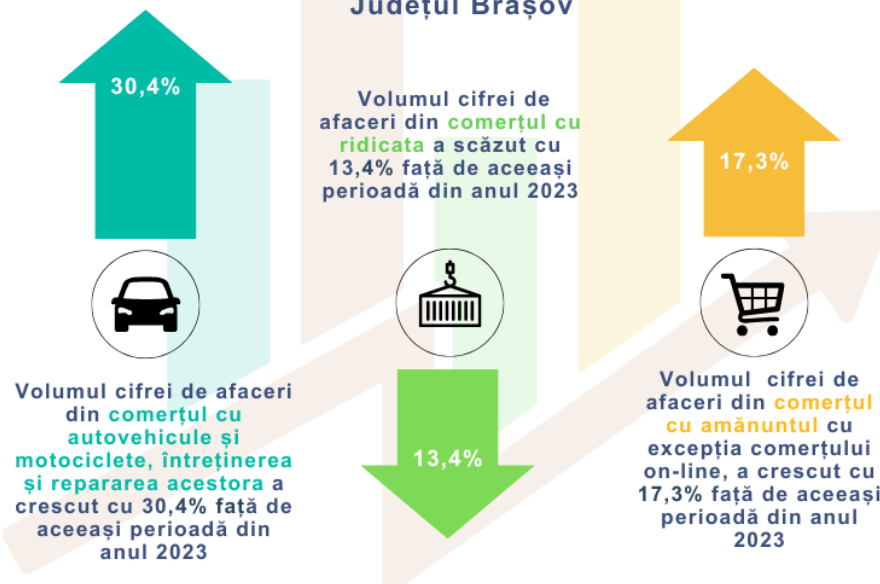 Județul Brașov
30,4%
Volumul cifrei de
afaceri din comerțul cu
ridicata a scăzut cu
13,4% față de aceeași
perioadă din anul 2023
17,3%
Volumul cifrei de afaceri
din comerțul cu
autovehicule și
motociclete, întreținerea
și repararea acestora a
crescut cu 30,4% față de
aceeași perioadă din
anul 2023
13,4%
Volumul cifrei de
afaceri din comerțul
cu amănuntul cu
excepția comerțului
on-line, a crescut cu
17,3% față de aceeași
perioadă din anul
2023